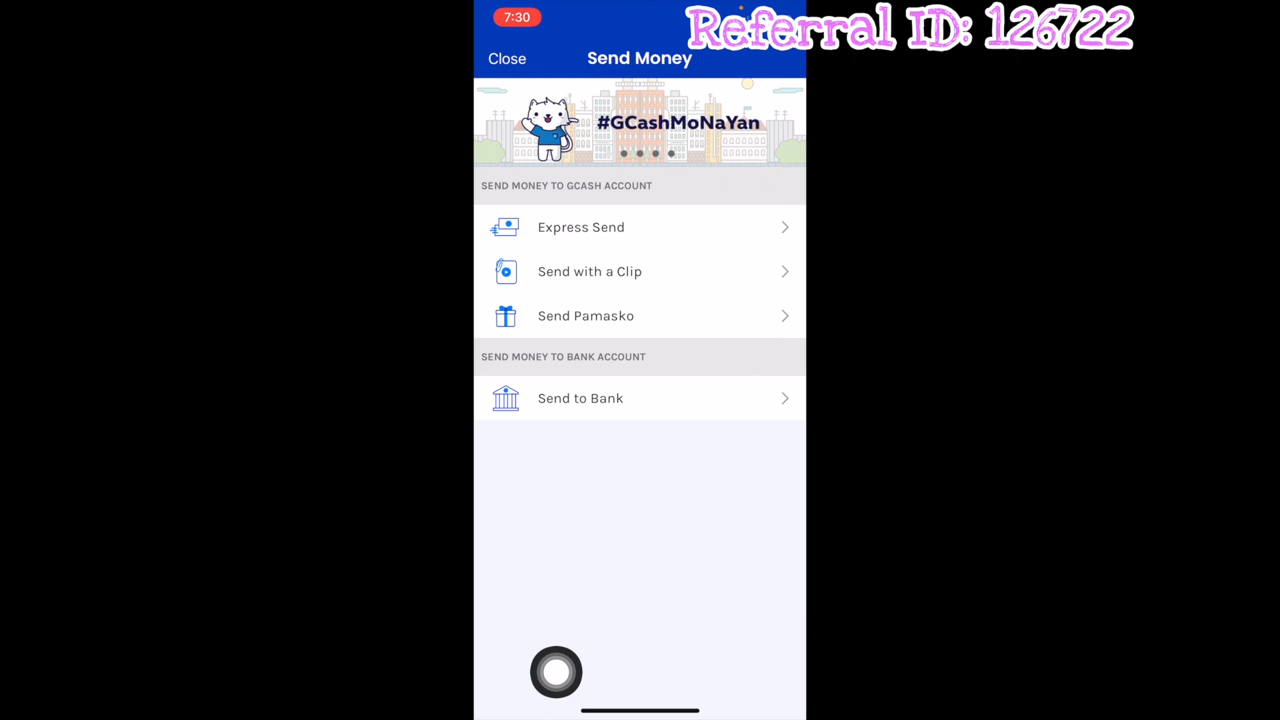 7:30
Referral ID: 126722
Close
Send Money
#GCashMoNaYan
SEND MONEY TO GCASH ACCOUNT
Express Send
Send with a Clip
Send Pamasko
SEND MONEY TO BANK ACCOUNT
Send to Bank